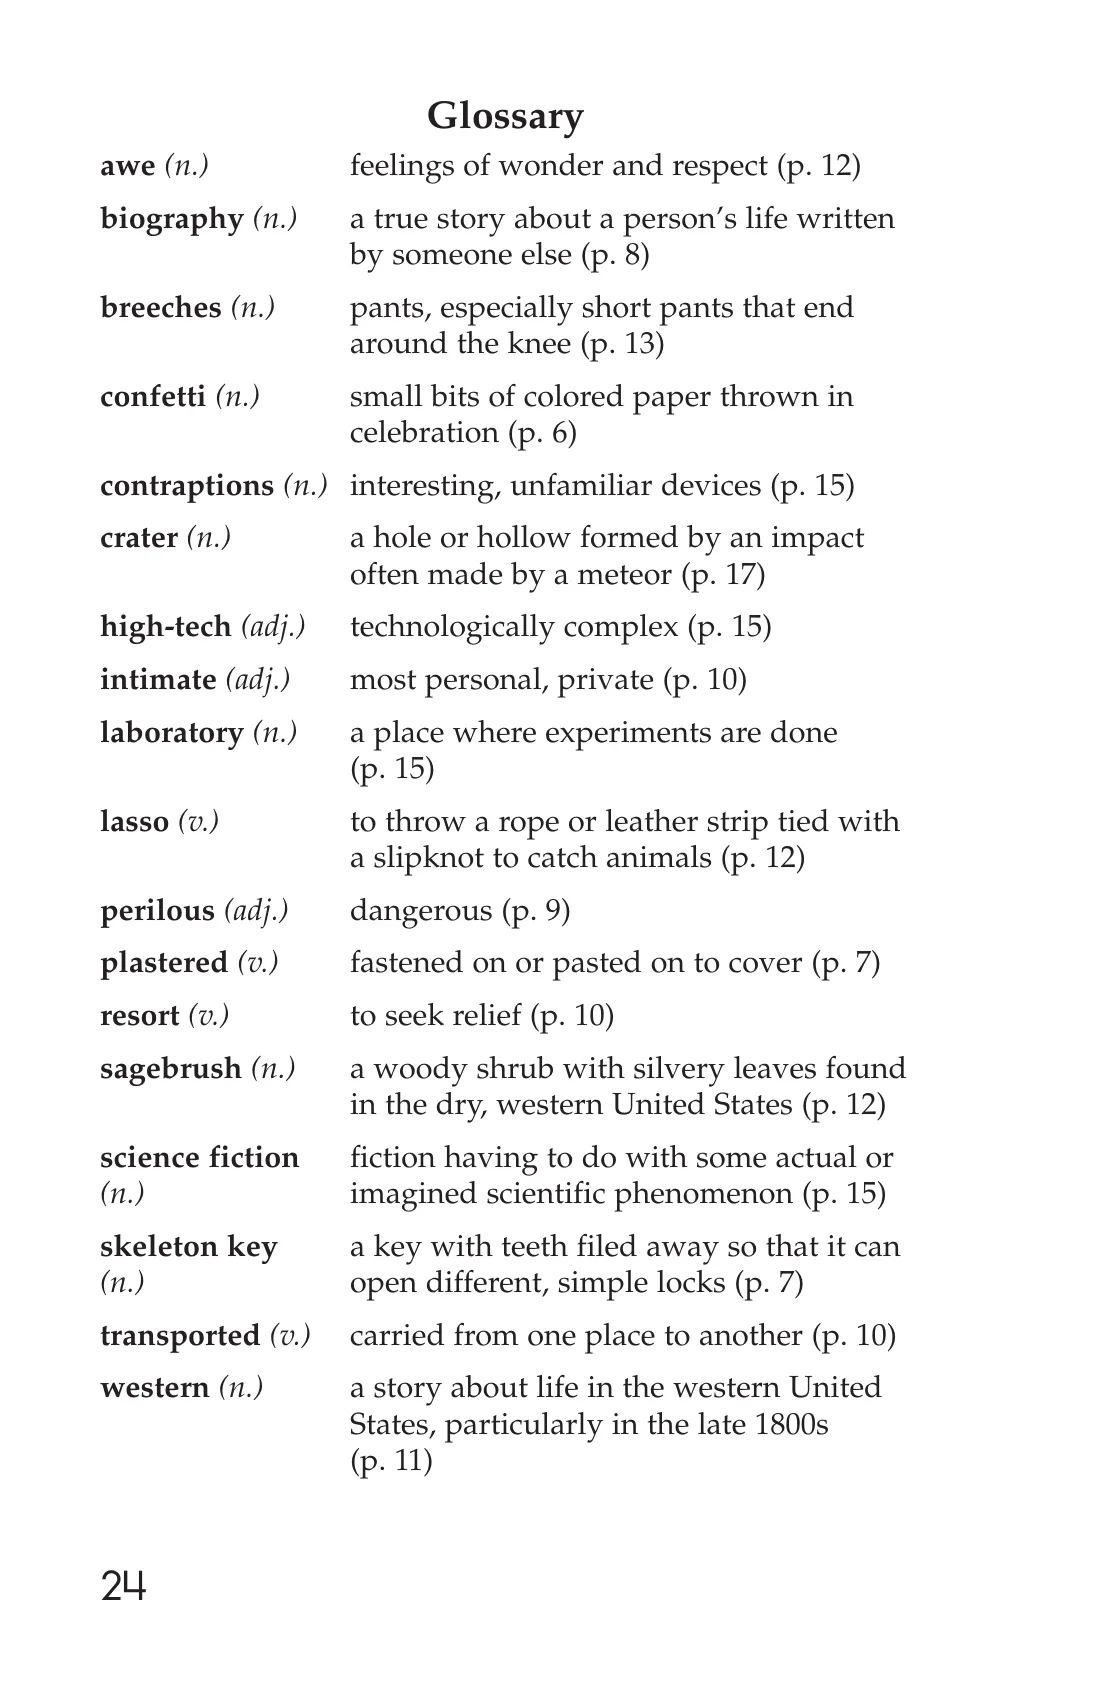 Glossary
awe (n.) feelings of wonder and respect (p. 12)
biography (n.) a true story about a person’s life written
by someone else (p. 8)
breeches (n.) pants, especially short pants that end
around the knee (p. 13)
confetti (n.) small bits of colored paper thrown in
celebration (p. 6)
contraptions (n.) interesting, unfamiliar devices (p. 15)
crater (n.) a hole or hollow formed by an impact
often made by a meteor (p. 17)
high-tech (adj.) technologically complex (p. 15)
intimate (adj.) most personal, private (p. 10)
laboratory (n.) a place where experiments are done
(p. 15)
lasso (v.) to throw a rope or leather strip tied with
a slipknot to catch animals (p. 12)
perilous (adj.) dangerous (p. 9)
plastered (v.) fastened on or pasted on to cover (p. 7)
resort (v.) to seek relief (p. 10)
sagebrush (n.) a woody shrub with silvery leaves found
in the dry, western United States (p. 12)
science fiction fiction having to do with some actual or
(n.) imagined scientific phenomenon (p. 15)
skeleton key a key with teeth filed away so that it can
(n.) open different, simple locks (p. 7)
transported (v.) carried from one place to another (p. 10)
western (n.) a story about life in the western United
States, particularly in the late 1800s
(p. 11)
24